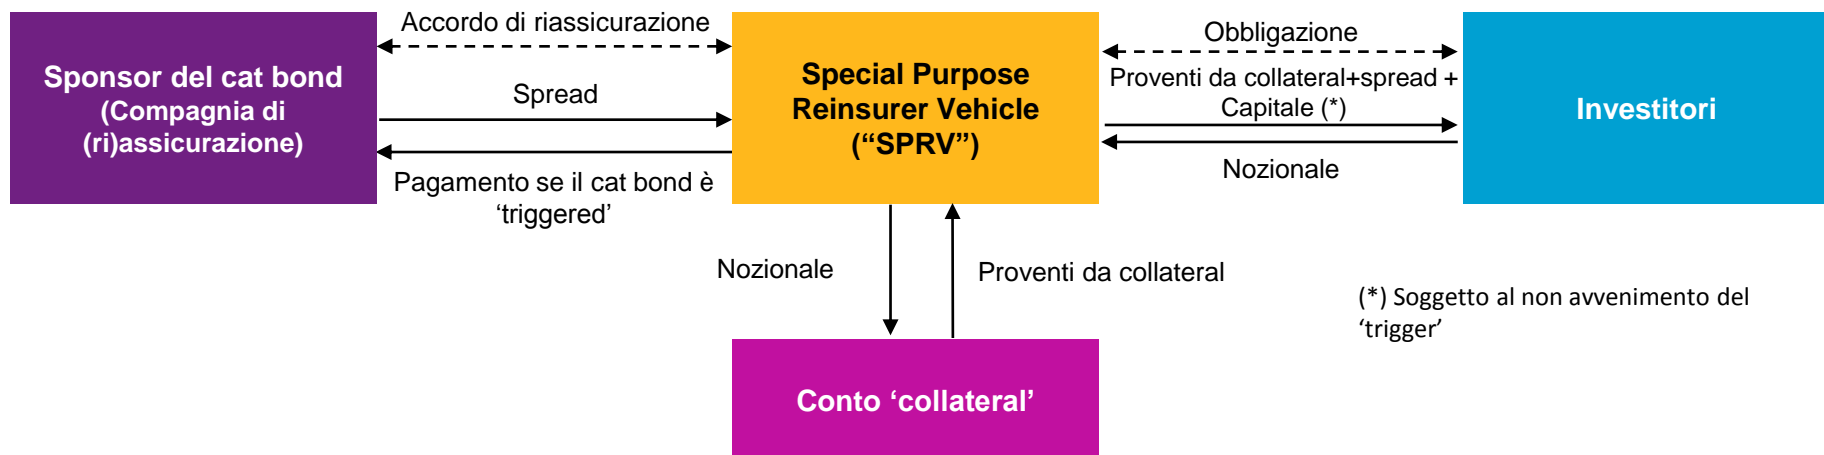 Sponsor del cat bond
(Compagnia di
(ri)assicurazione)
Accordo di riassicurazione
Spread
Pagamento se il cat bond è
‘triggered’
Special Purpose
Reinsurer Vehicle
(“SPRV”)
Obbligazione
Proventi da collateral+spread +
Capitale (*)
Nozionale
Investitori
Nozionale
Proventi da collateral
(*) Soggetto al non avvenimento del
‘trigger’
Conto ‘collateral’